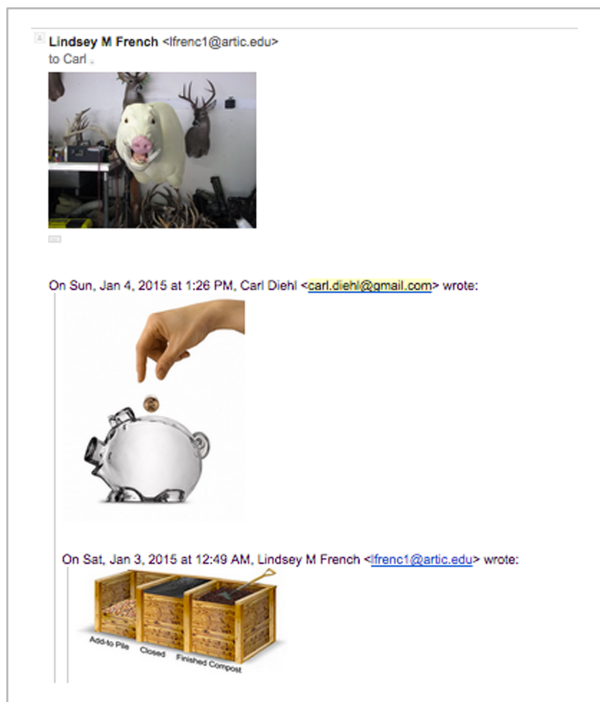 Lindsey M French <lfrenc1@artic.edu>
to Carl
On Sun, Jan 4, 2015 at 1:26 PM, Carl Diehl <carl.diehl@gmail.com> wrote:
On Sat, Jan 3, 2015 at 12:49 AM, Lindsey M French <lfrenc1@artic.edu> wrote:
Add-to Pile Closed Finished Compost